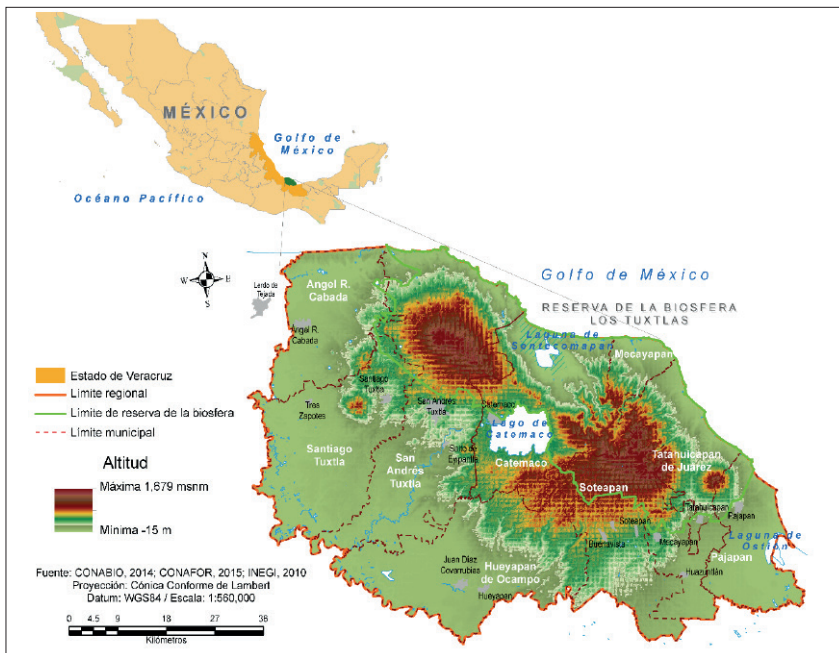 MÉXICO
Golfo de
México
Océano Pacífico
N
W
S
Golfo de México
RESERVA DE LA BIOSFERA
LOS TUXTLAS
Lerdo de
Tejada
Angel R.
Cabada
Angel R.
Cabada
Laguna de
Sontecomapan
Mecayapan
Santiago
Tuxtla
San Andrés
Tuxtla
Catemaco
Tres
Zapotes
Lago de
Catemaco
Santiago
Tuxtla
San
Andrés
Tuxtla
Catemaco
Tatahuicapan
de Juárez
Soteapan
Tatahuicapan
Pajapan
Soteapan
Buenavista
Mecayapan
Laguna de
Ostión
Pajapan
Juan Díaz
Covarrubias
Hueyapan
de Ocampo
Huazuntlán
Hueyapan
Estado de Veracruz
Límite regional
Límite de reserva de la biosfera
Límite municipal
Altitud
Máxima 1,679 msnm
Mínima -15 m
Fuente: CONABIO, 2014; CONAFOR, 2015; INEGI, 2010
Proyección: Cónica Conforme de Lambert
Datum: WGS84 / Escala: 1:560,000
0 4.5 9 18 27 38
Kilómetros